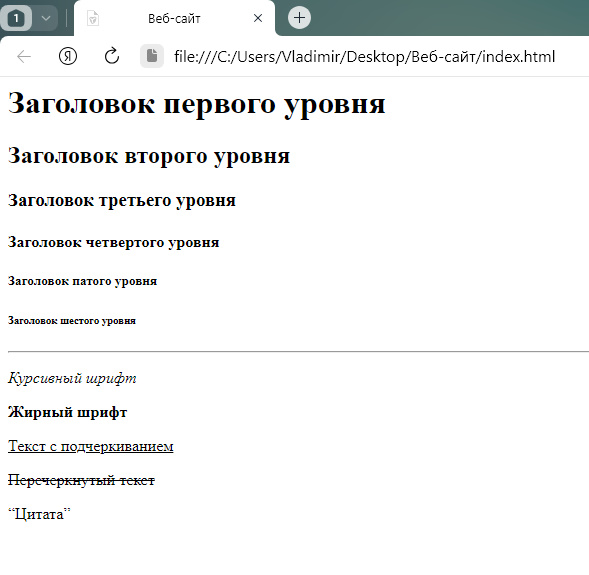 1
Веб-сайт
Я
file:///C:/Users/Vladimir/Desktop/Веб-сайт/index.html
Заголовок первого уровня
Заголовок второго уровня
Заголовок третьего уровня
Заголовок четвертого уровня
Заголовок патого уровня
Заголовок шестого уровня
Курсивный шрифт
Жирный шрифт
Текст с подчеркиванием
Перечеркнутый текст
“Цитата”